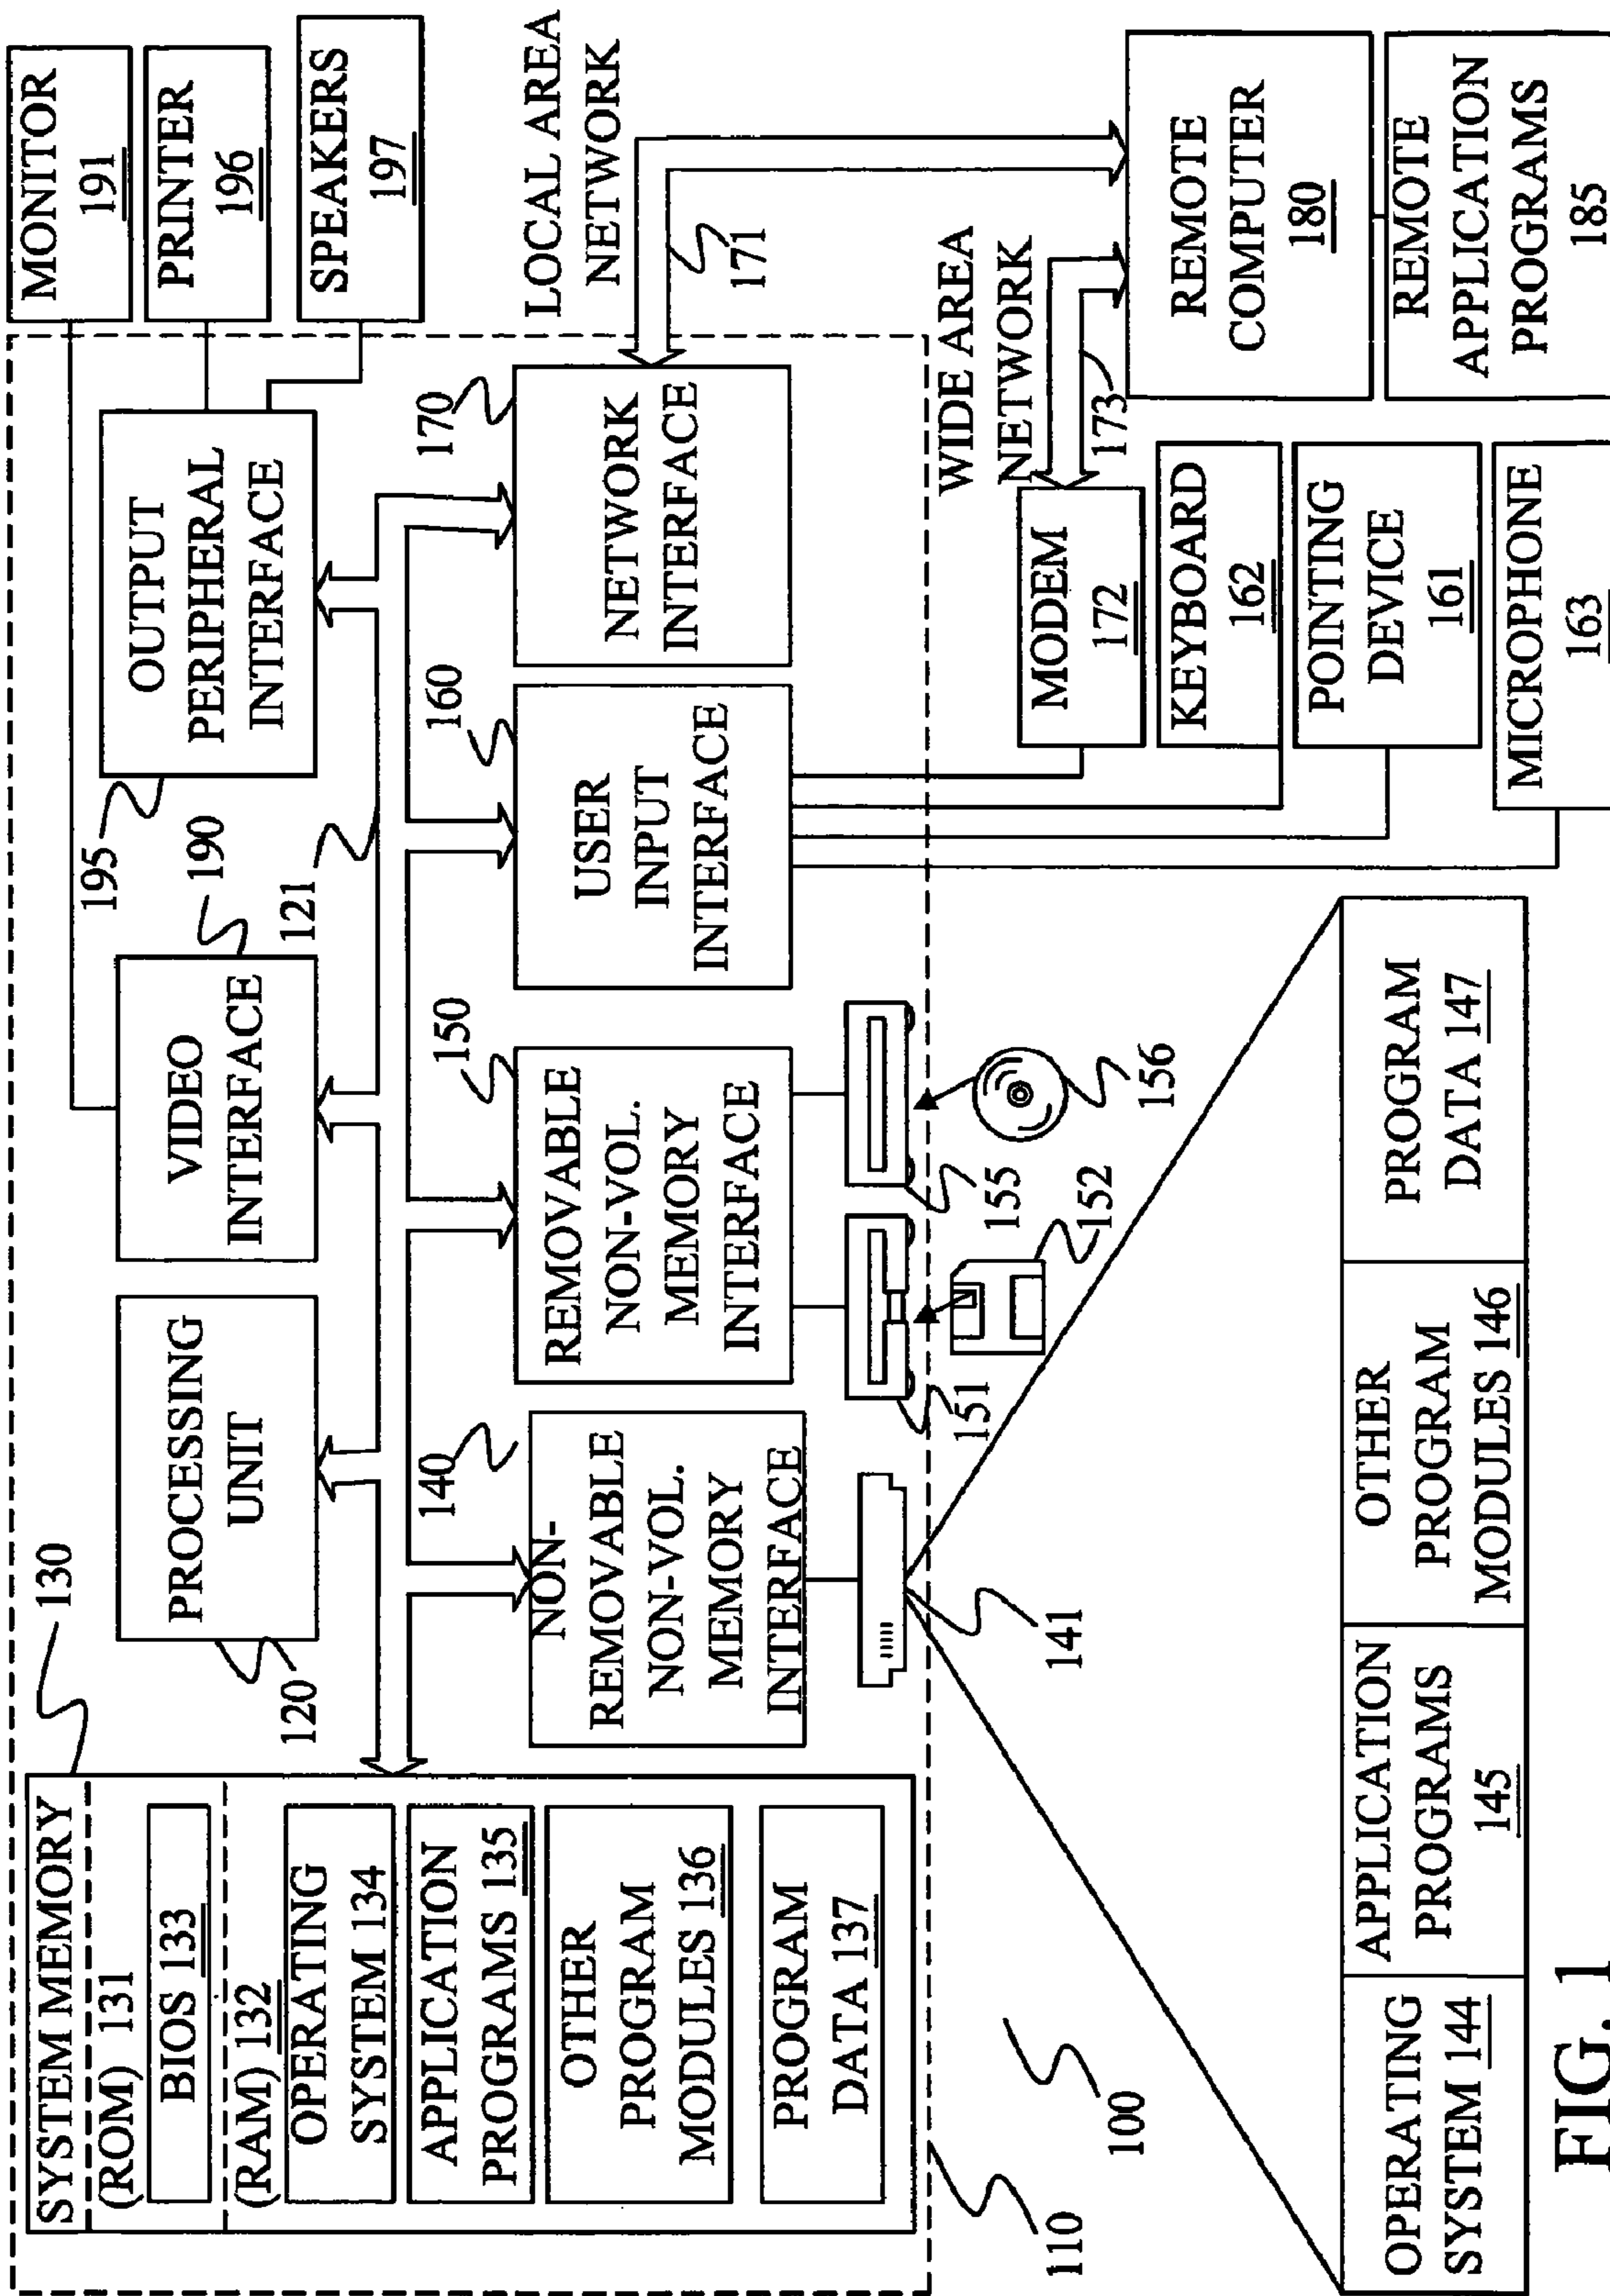 SYSTEM MEMORY
(ROM) 131
BIOS 133
(RAM) 132
OPERATING
SYSTEM 134
APPLICATION
PROGRAMS 135
OTHER
PROGRAM
MODULES 136
PROGRAM
DATA 137
130
PROCESSING
UNIT
120
VIDEO
INTERFACE
190
OUTPUT
PERIPHERAL
INTERFACE
195
121
MONITOR
191
PRINTER
196
SPEAKERS
197
NON-
REMOVABLE
NON-VOL.
MEMORY
INTERFACE
140
REMOVABLE
NON-VOL.
MEMORY
INTERFACE
150
USER
INPUT
INTERFACE
160
NETWORK
INTERFACE
170
LOCAL AREA
NETWORK
171
141
151
152
155
156
WIDE AREA
NETWORK
173
MODEM
172
KEYBOARD
162
POINTING
DEVICE
161
MICROPHONE
163
REMOTE
COMPUTER
180
REMOTE
APPLICATION
PROGRAMS
185
110
100
OPERATING
SYSTEM 144
APPLICATION
PROGRAMS
145
OTHER
PROGRAM
MODULES 146
PROGRAM
DATA 147
FIG. 1